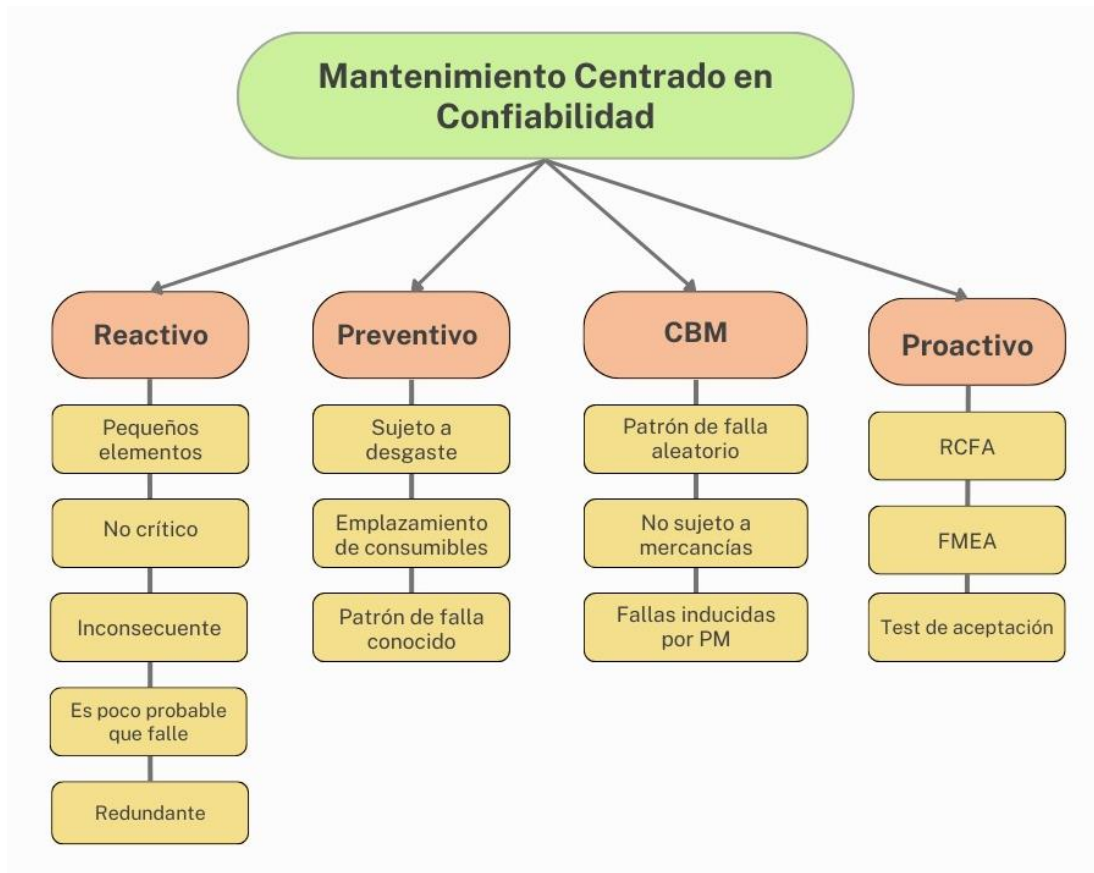 Mantenimiento Centrado en
Confiabilidad
Reactivo
Pequeños
elementos
No crítico
Inconsecuente
Es poco probable
que falle
Redundante
Preventivo
Sujeto a
desgaste
Emplazamiento
de consumibles
Patrón de falla
conocido
CBM
Patrón de falla
aleatorio
No sujeto a
mercancías
Fallas inducidas
por PM
Proactivo
RCFA
FMEA
Test de aceptación